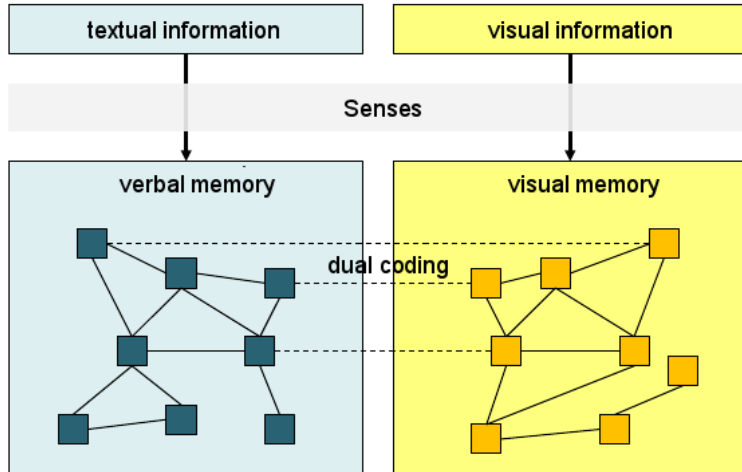 textual information
visual information
Senses
verbal memory
visual memory
dual coding